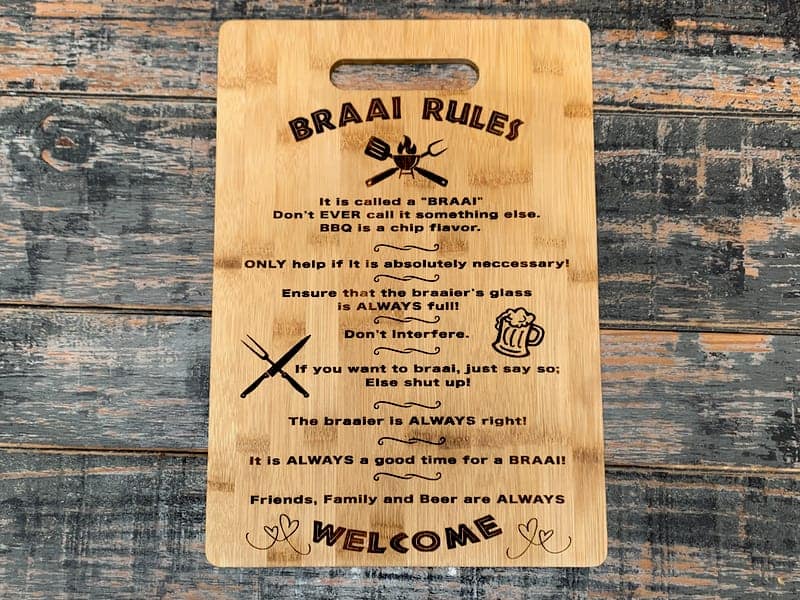 BRAAI RULES
It is called a "BRAAI"
Don't EVER call it something else.
BBQ is a chip flavor.
ONLY help if It is absolutely neccessary!
Ensure that the braaier's glass
is ALWAYS full!
Don't Interfere.
If you want to braai, just say so;
Else shut up!
The braaier is ALWAYS right!
It is ALWAYS a good time for a BRAAI!
Friends, Family and Beer are ALWAYS
WELCOME